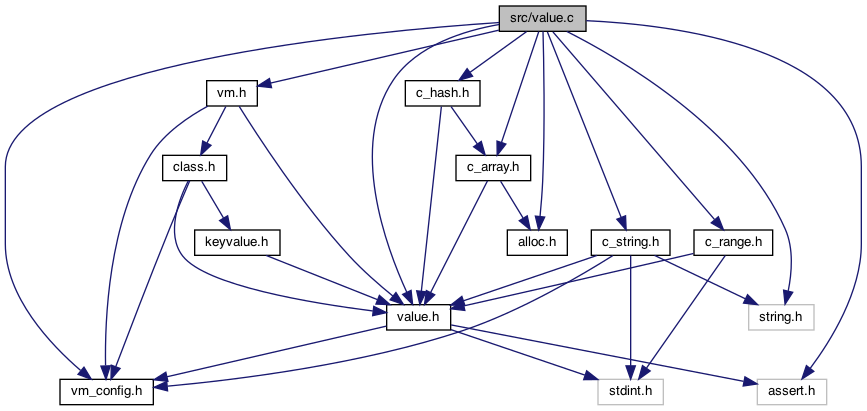 src/value.c
vm.h
c_hash.h
class.h
c_array.h
keyvalue.h
alloc.h
c_string.h
c_range.h
value.h
string.h
vm_config.h
stdint.h
assert.h